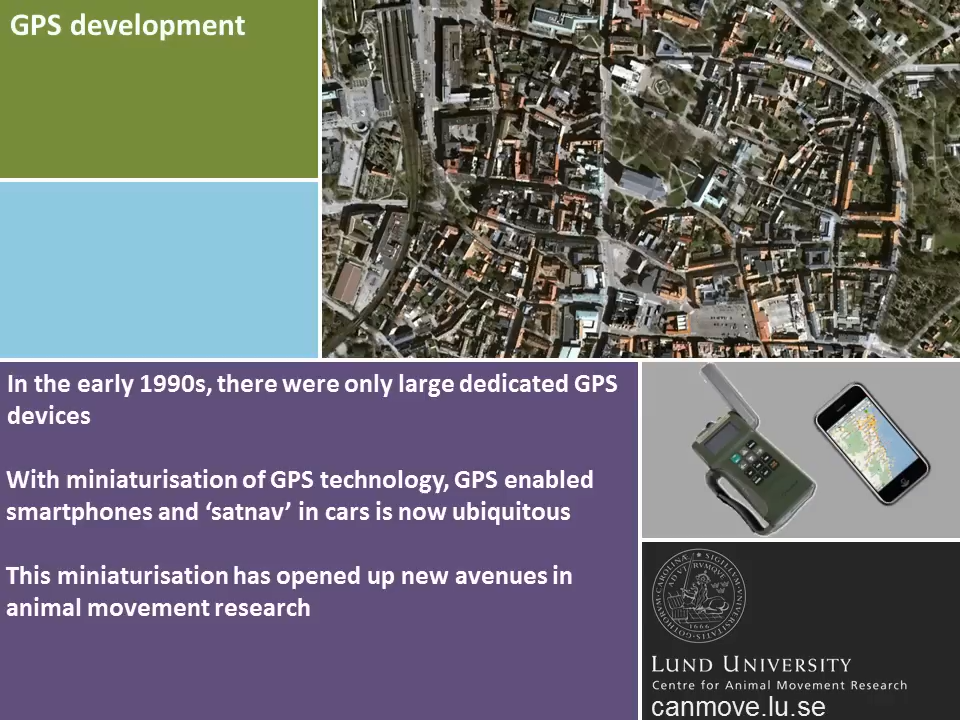 GPS development
In the early 1990s, there were only large dedicated GPS
devices
With miniaturisation of GPS technology, GPS enabled
smartphones and ‘satnav’ in cars is now ubiquitous
This miniaturisation has opened up new avenues in
animal movement research
1666
LUND UNIVERSITY
Centre for Animal Movement Research
canmove.lu.se